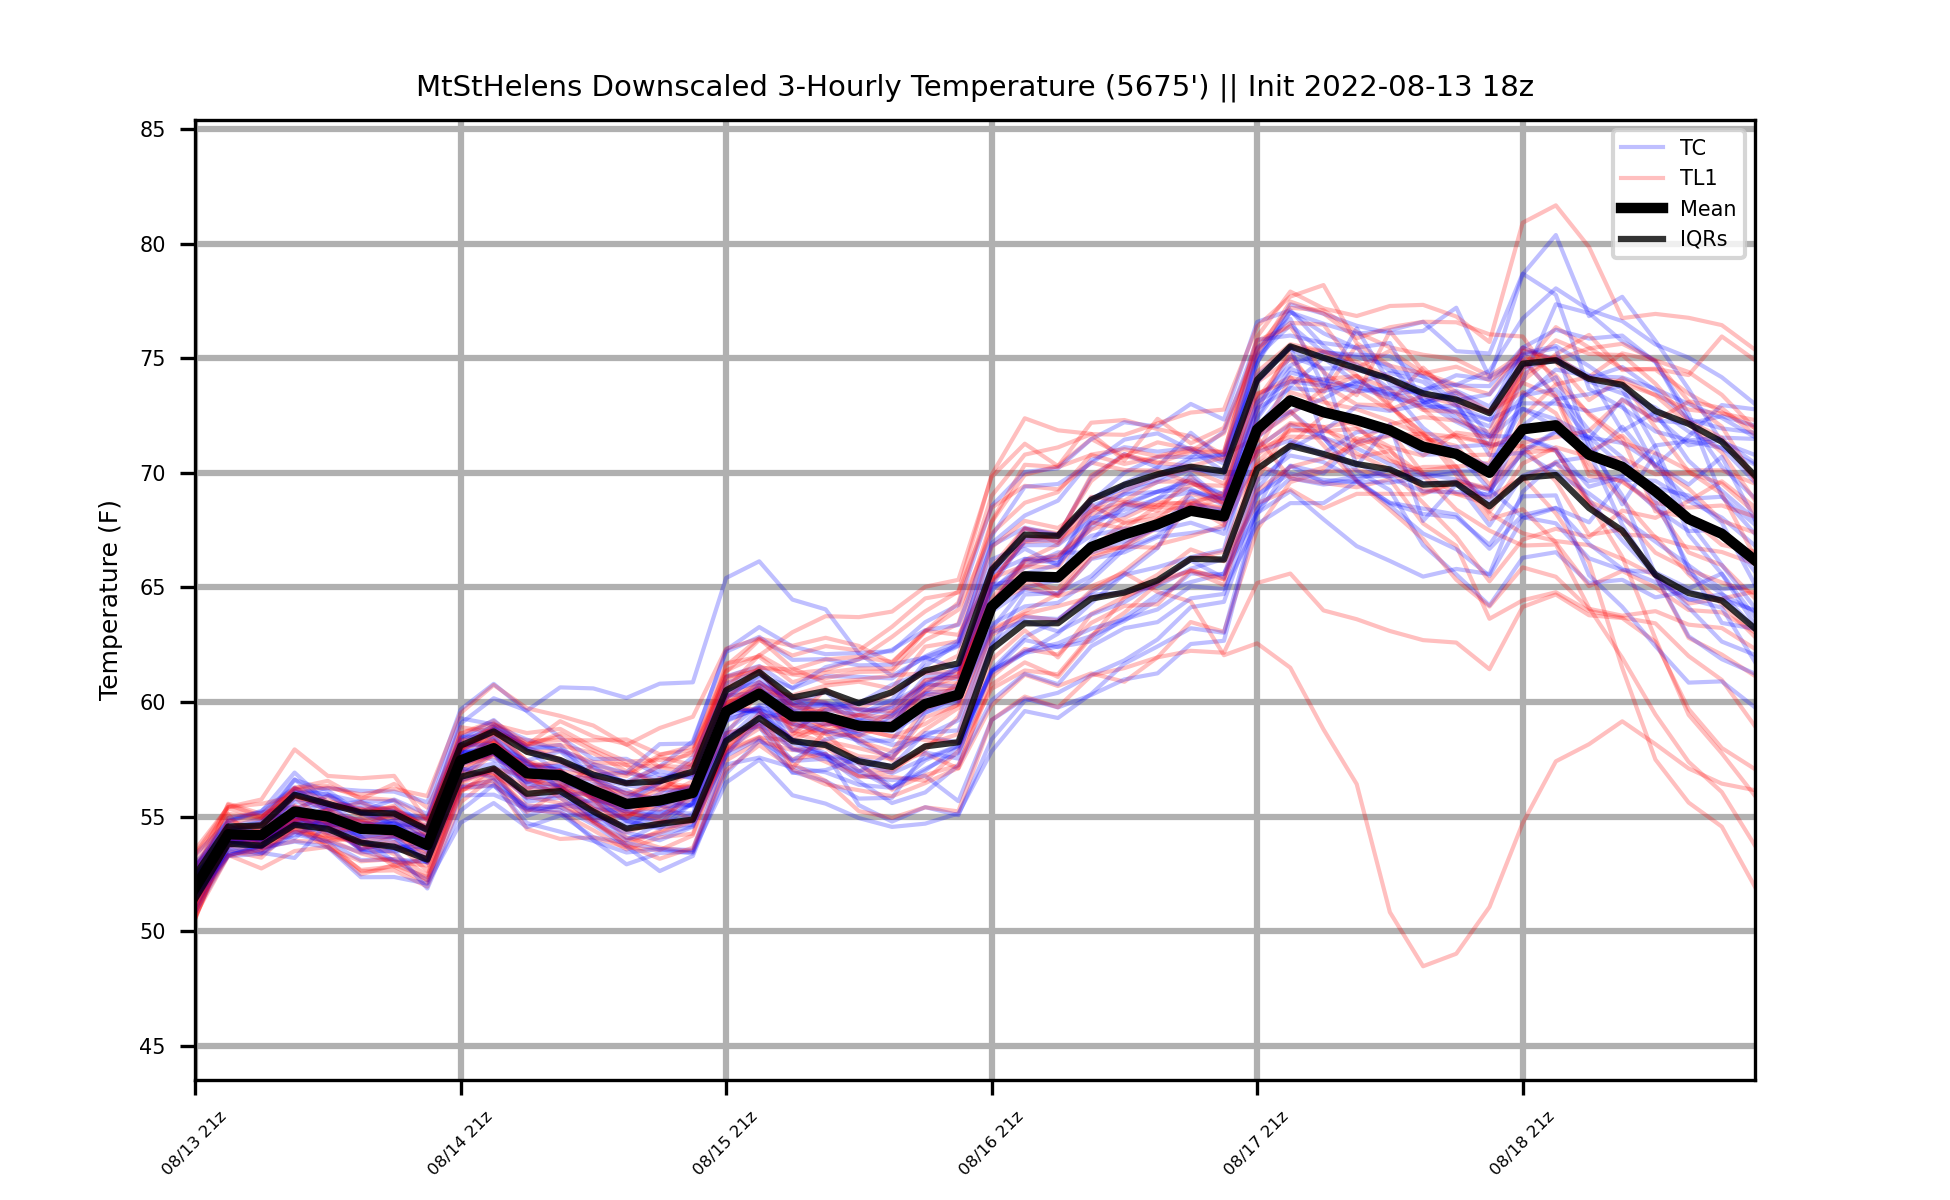 MtStHelens Downscaled 3-Hourly Temperature (5675') || Init 2022-08-13 18z
TC
TL1
Mean
IQRs
Temperature (F)
85
80
75
70
65
60
55
50
45
08/13 21z
08/14 21z
08/15 21z
08/16 21z
08/17 21z
08/18 21z